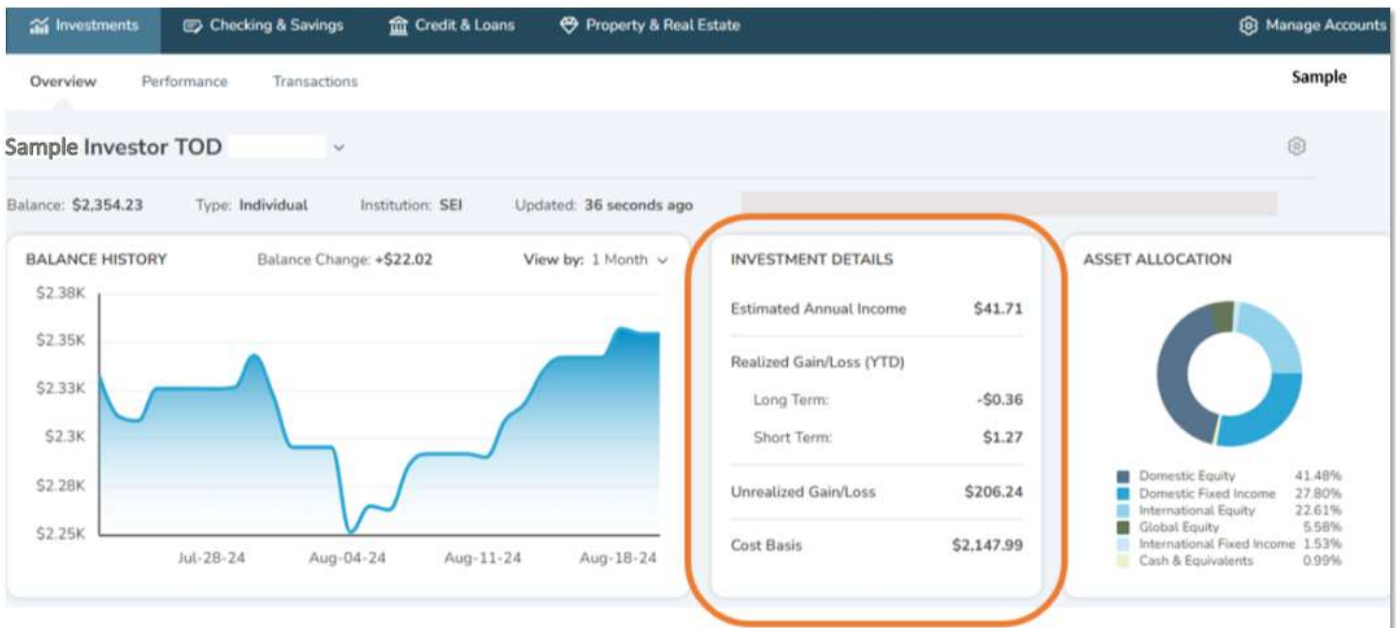 Investments Checking & Savings Credit & Loans Property & Real Estate Manage Accounts
Overview Performance Transactions Sample
Sample Investor TOD
Balance: $2,354.23 Type: Individual Institution: SEI Updated: 36 seconds ago
BALANCE HISTORY Balance Change: +$22.02 View by: 1 Month
$2.38K
$2.35K
$2.33K
$2.3K
$2.28K
$2.25K
Jul-28-24 Aug-04-24 Aug-11-24 Aug-18-24
INVESTMENT DETAILS
Estimated Annual Income $41.71
Realized Gain/Loss (YTD)
Long Term: -$0.36
Short Term: $1.27
Unrealized Gain/Loss $206.24
Cost Basis $2,147.99
ASSET ALLOCATION
Domestic Equity 41.48%
Domestic Fixed Income 27.80%
International Equity 22.61%
Global Equity 5.58%
International Fixed Income 1.53%
Cash & Equivalents 0.99%